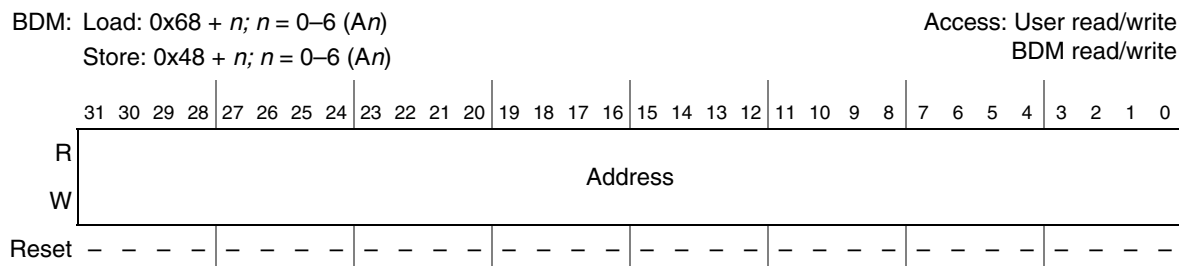 BDM: Load: 0x68 + n; n = 0–6 (An)
Access: User read/write
Store: 0x48 + n; n = 0–6 (An)
BDM read/write
31 30 29 28 27 26 25 24 23 22 21 20 19 18 17 16 15 14 13 12 11 10 9 8 7 6 5 4 3 2 1 0
R
Address
W
Reset – – – – – – – – – – – – – – – – – – – – – – – – – – – – – – – –